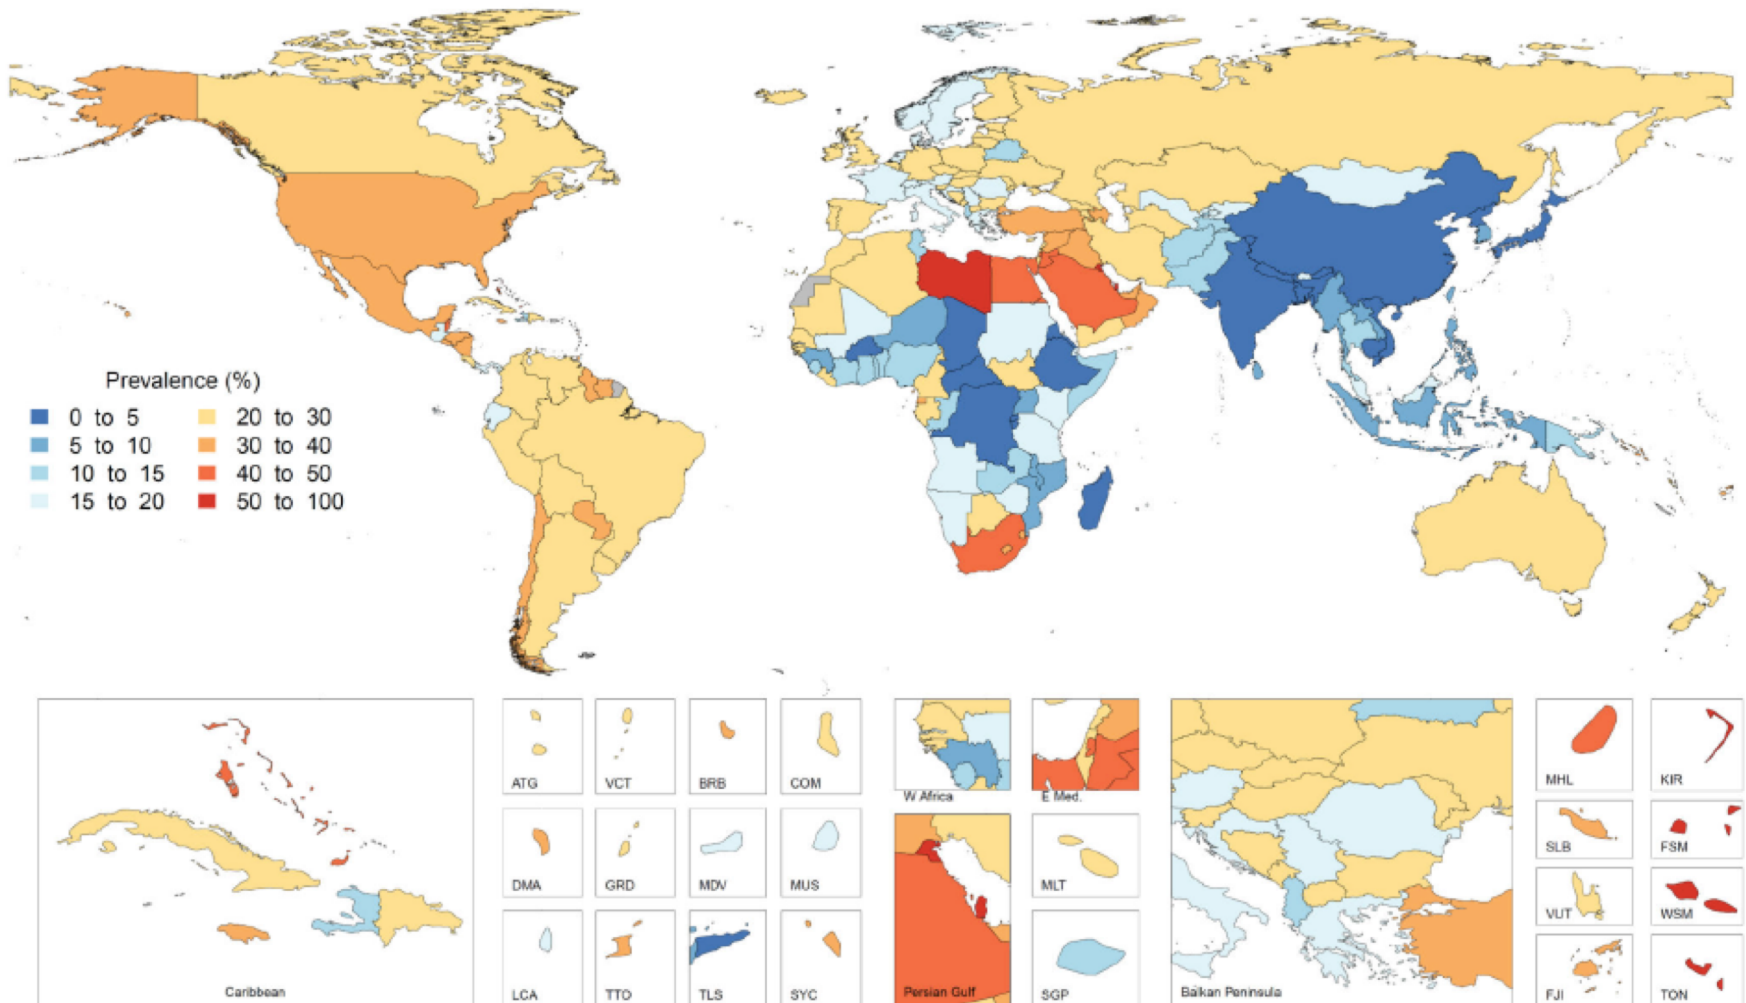 Prevalence (%)
0 to 5
20 to 30
5 to 10
30 to 40
10 to 15
40 to 50
15 to 20
50 to 100
ATG
VCT
BRB
COM
W Africa
E Med.
MHL
KIR
DMA
GRD
MDV
MUS
MLT
SLB
FSM
VUT
WSM
Caribbean
LCA
TTO
TLS
SYC
Persian Gulf
SGP
Balkan Peninsula
FJI
TON